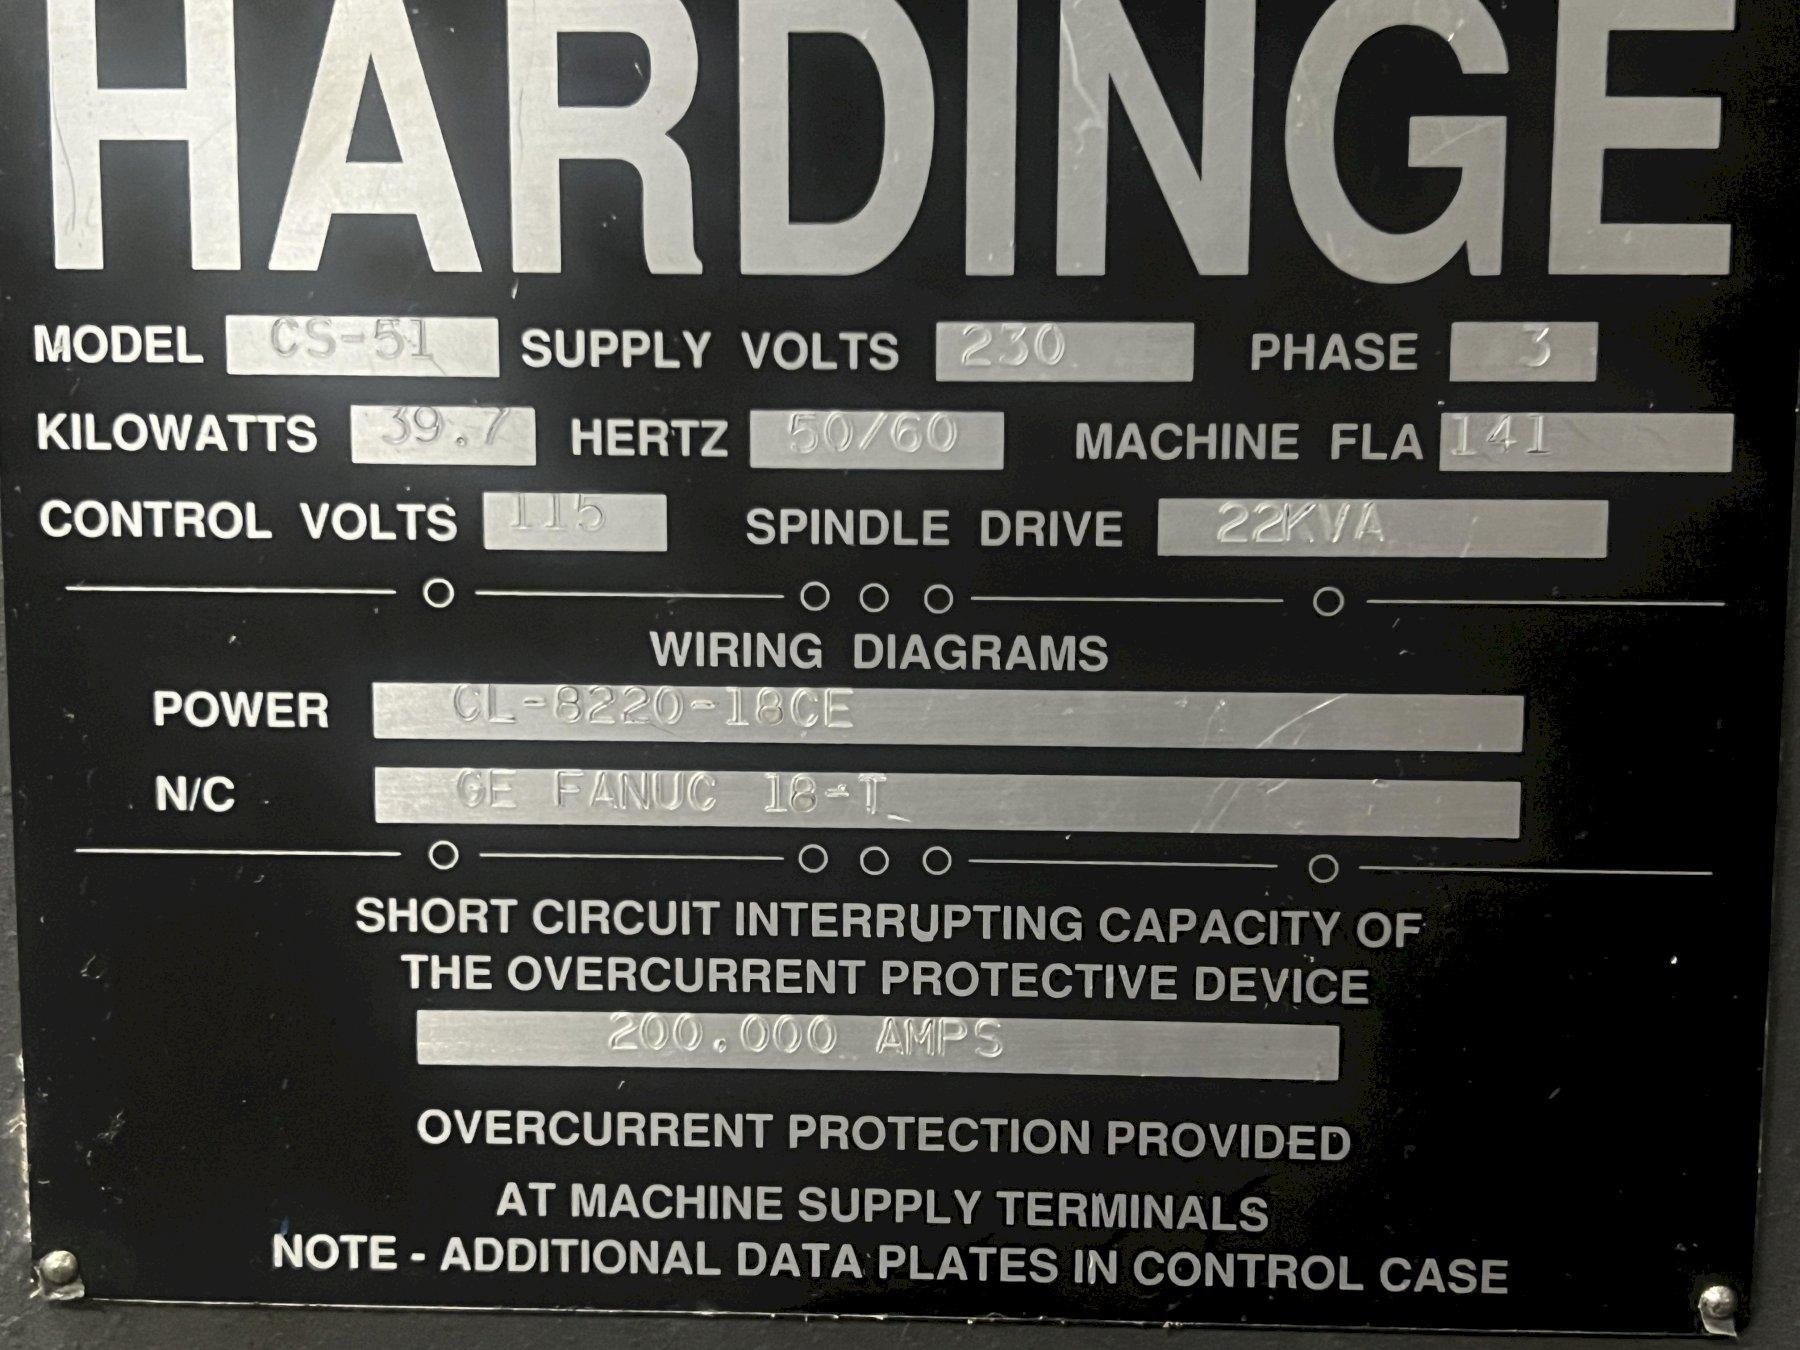 HARDINGE
MODEL CS-51 SUPPLY VOLTS 230 PHASE 3
KILOWATTS 39.7 HERTZ 50/60 MACHINE FLA 141
CONTROL VOLTS 115 SPINDLE DRIVE 22KVA
WIRING DIAGRAMS
POWER CL-8220-18CE
N/C GE FANUC 18-T
SHORT CIRCUIT INTERRUPTING CAPACITY OF
THE OVERCURRENT PROTECTIVE DEVICE
200.000 AMPS
OVERCURRENT PROTECTION PROVIDED
AT MACHINE SUPPLY TERMINALS
NOTE - ADDITIONAL DATA PLATES IN CONTROL CASE